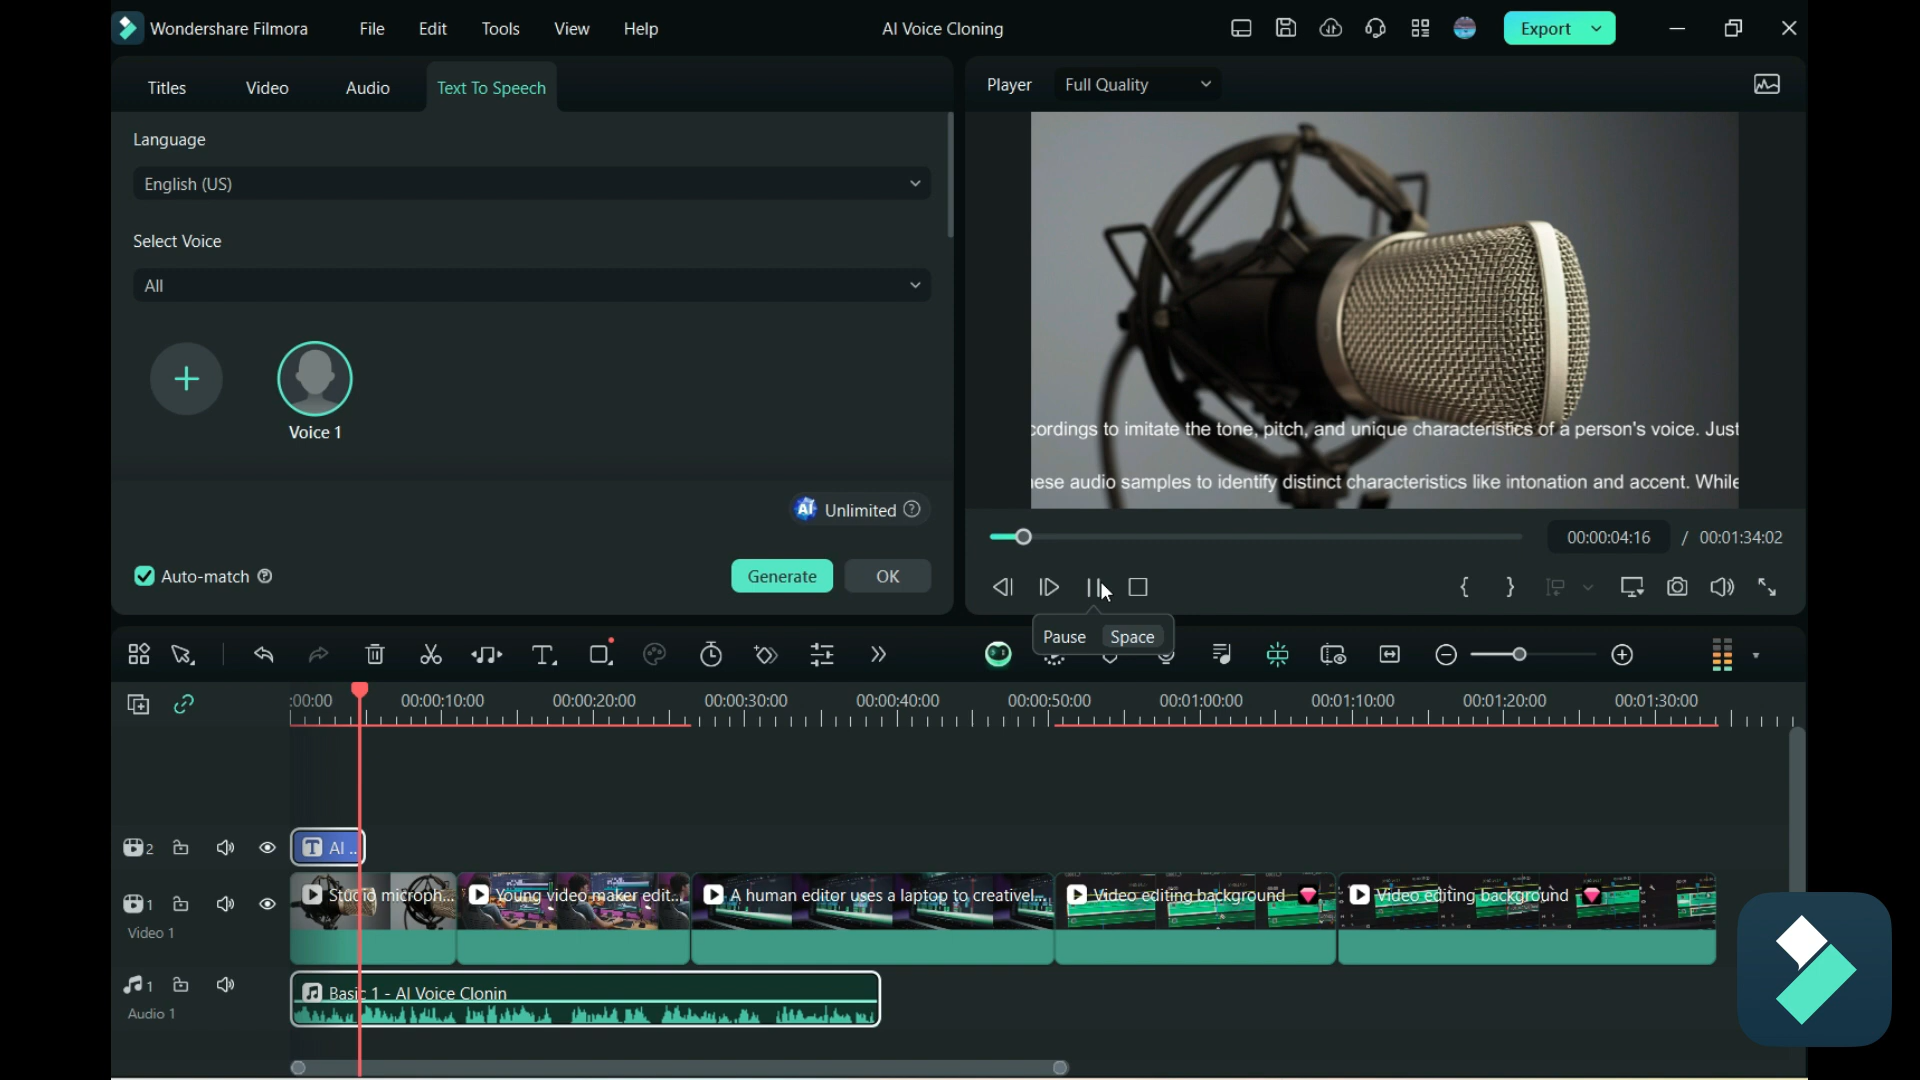 Wondershare Filmora File Edit Tools View Help AI Voice Cloning Export
Titles Video Audio Text To Speech
Player Full Quality
Language
English (US)
Select Voice
All
Voice 1
AI Unlimited
Auto-match Generate OK
cordings to imitate the tone, pitch, and unique characteristics of a person's voice. Just
ese audio samples to identify distinct characteristics like intonation and accent. While
00:00:04:16 / 00:01:34:02
Pause Space
:00:00 00:00:10:00 00:00:20:00 00:00:30:00 00:00:40:00 00:00:50:00 00:01:00:00 00:01:10:00 00:01:20:00 00:01:30:00
2 T AI ..
1 Studio microph... Young video maker edit... A human editor uses a laptop to creativel... Video editing background Video editing background
Video 1
1 Basic 1 - AI Voice Clonin
Audio 1